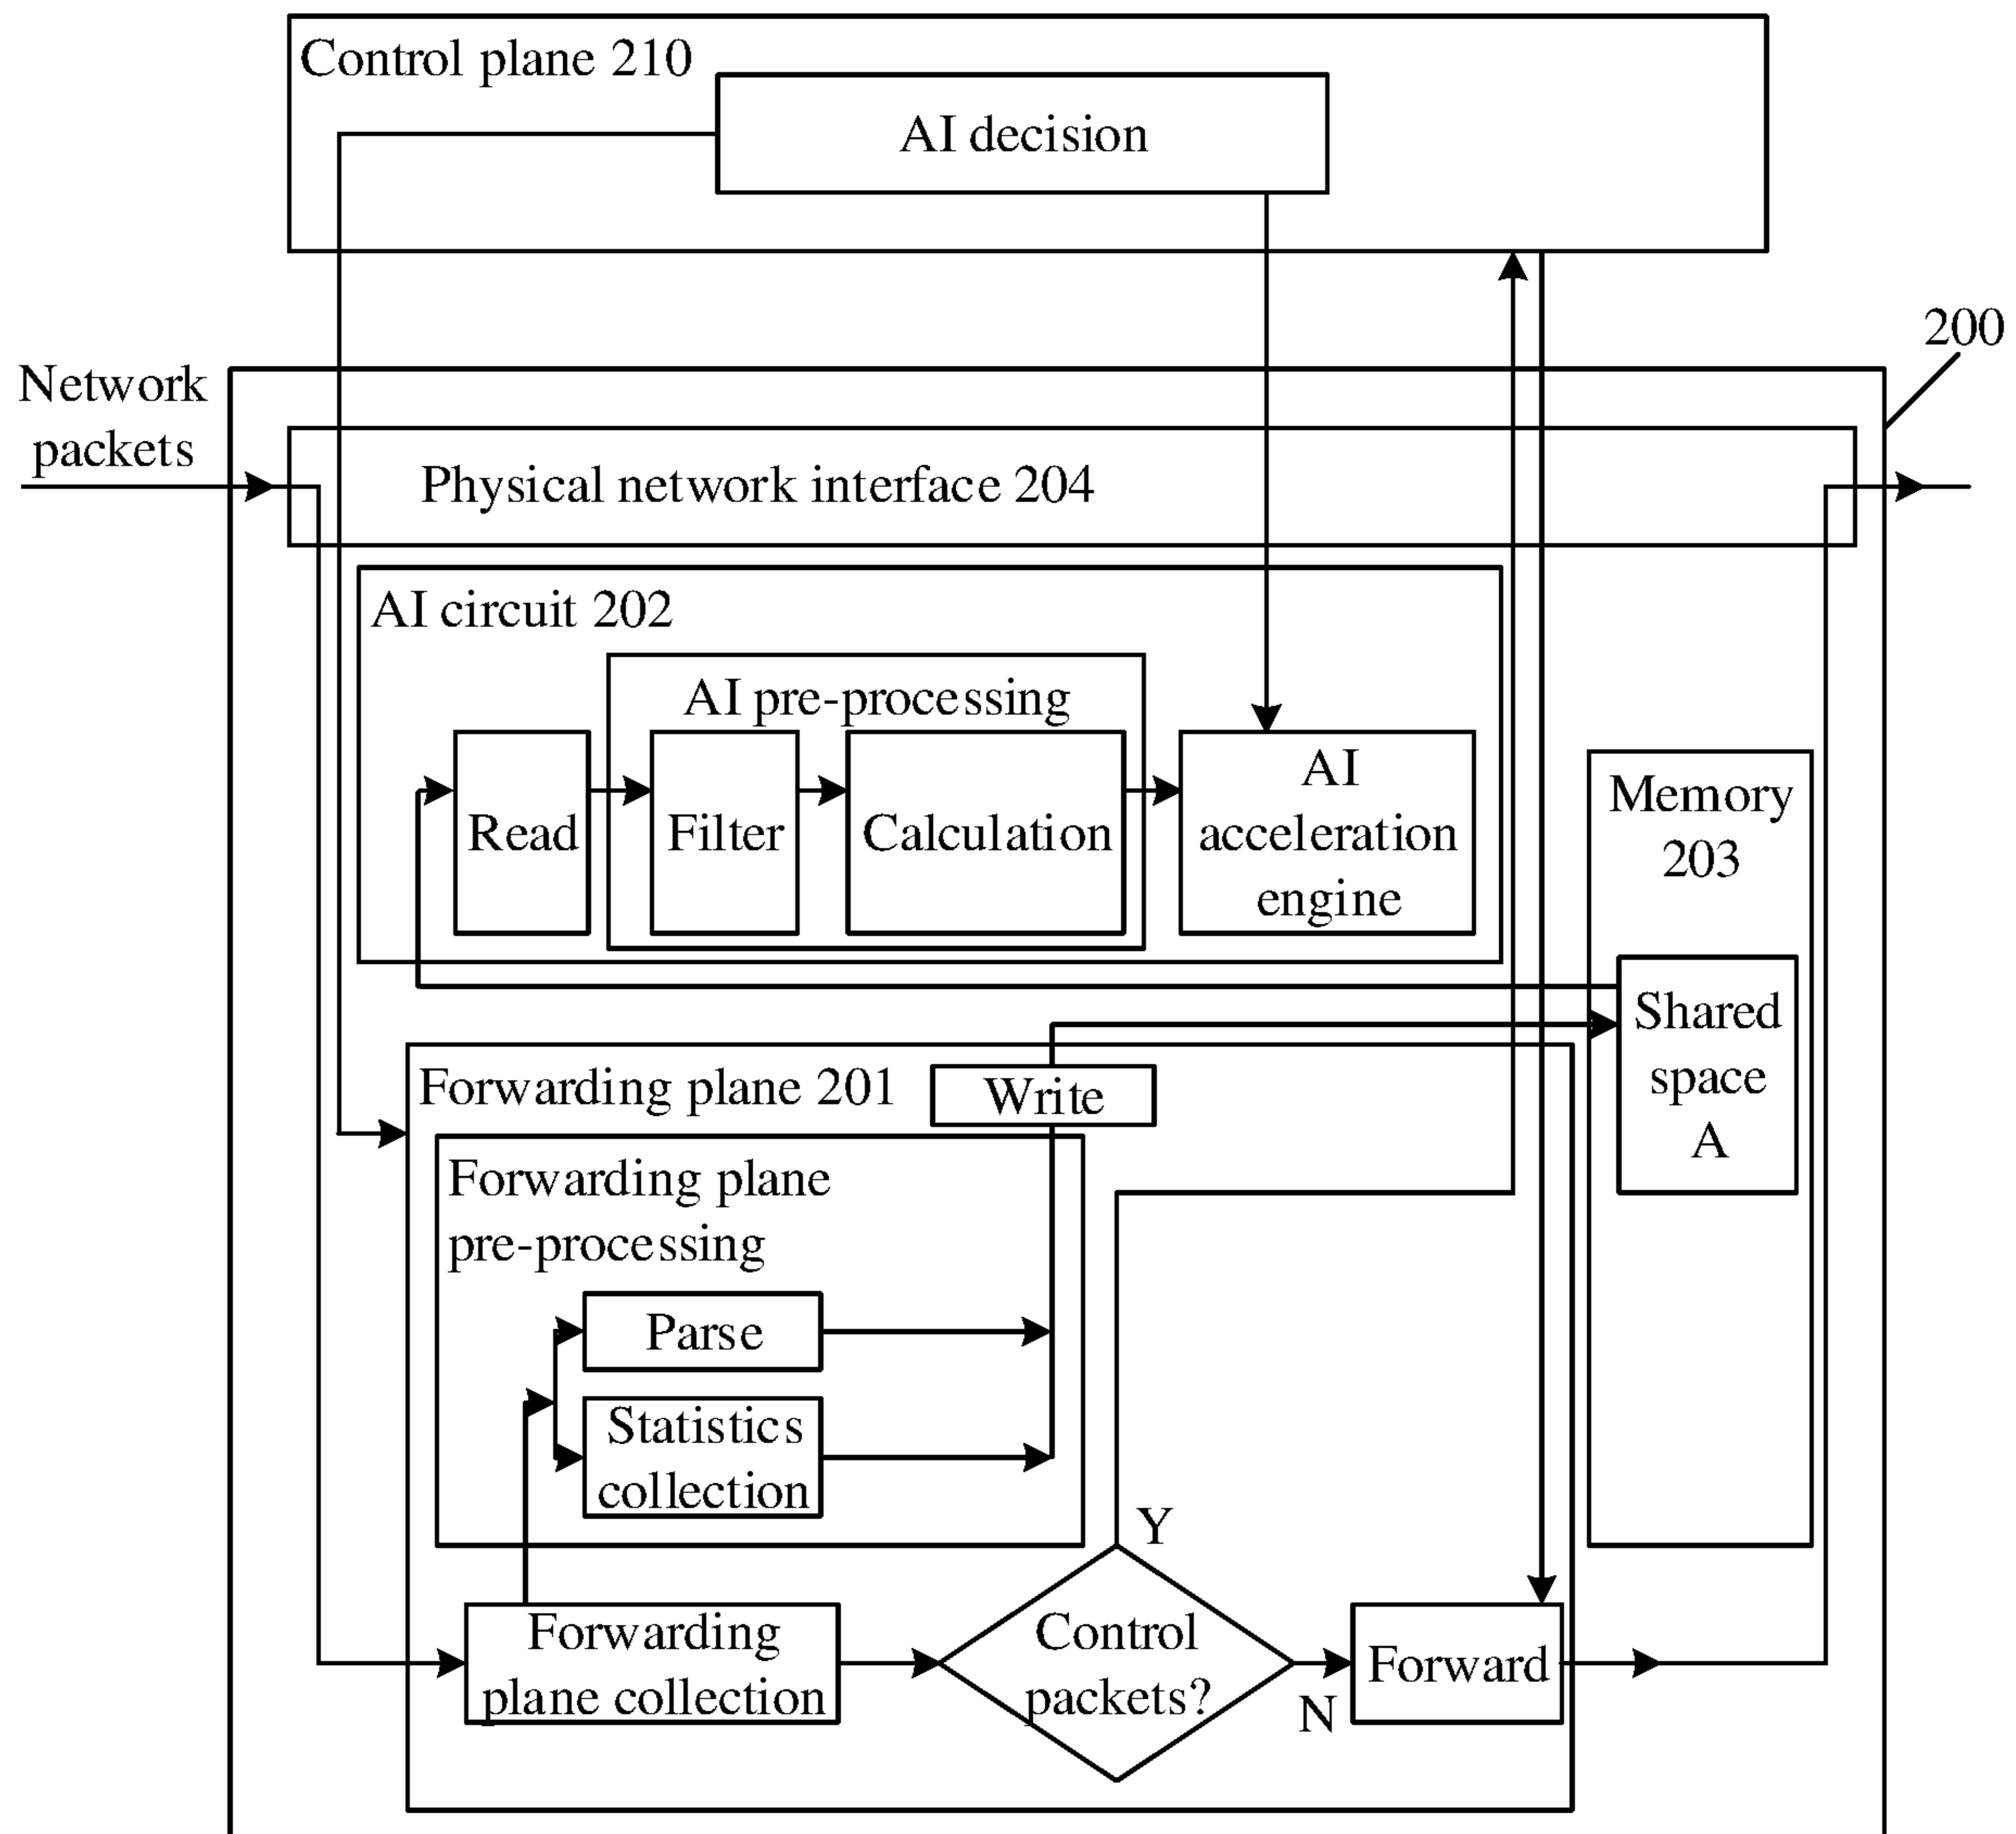 Control plane 210
AI decision
200
Network
packets
Physical network interface 204
AI circuit 202
AI pre-processing
Read
Filter
Calculation
AI
acceleration
engine
Memory
203
Shared
space
A
Forwarding plane 201
Write
Forwarding plane
pre-processing
Parse
Statistics
collection
Y
Forwarding
plane collection
Control
packets?
N
Forward